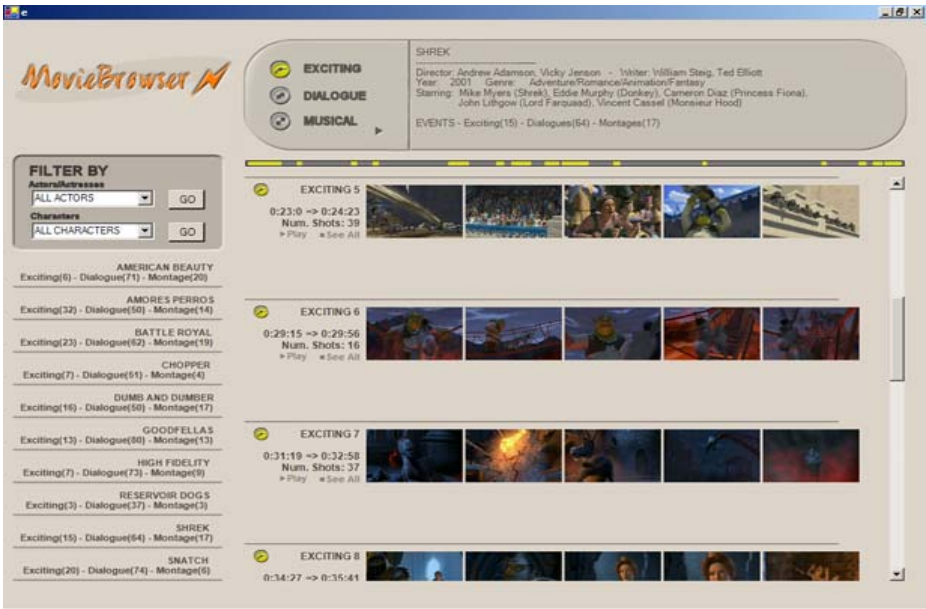 e
MovieBrowser
EXCITING
DIALOGUE
MUSICAL
SHREK
Director: Andrew Adamson, Vicky Jenson - Writer: William Steig, Ted Elliott
Year: 2001 Genre: Adventure/Romance/Animation/Fantasy
Starring: Mike Myers (Shrek), Eddie Murphy (Donkey), Cameron Diaz (Princess Fiona),
John Lithgow (Lord Farquaad), Vincent Cassel (Monsieur Hood)
EVENTS - Exciting(15) - Dialogues(64) - Montages(17)
FILTER BY
Actors/Actresses
ALL ACTORS GO
Characters
ALL CHARACTERS GO
AMERICAN BEAUTY
Exciting(6) - Dialogue(71) - Montage(20)
AMORES PERROS
Exciting(32) - Dialogue(50) - Montage(14)
BATTLE ROYAL
Exciting(23) - Dialogue(62) - Montage(19)
CHOPPER
Exciting(7) - Dialogue(51) - Montage(4)
DUMB AND DUMBER
Exciting(16) - Dialogue(50) - Montage(17)
GOODFELLAS
Exciting(13) - Dialogue(80) - Montage(13)
HIGH FIDELITY
Exciting(7) - Dialogue(73) - Montage(9)
RESERVOIR DOGS
Exciting(3) - Dialogue(37) - Montage(3)
SHREK
Exciting(15) - Dialogue(64) - Montage(17)
SNATCH
Exciting(20) - Dialogue(74) - Montage(6)
EXCITING 5
0:23:0 => 0:24:23
Num. Shots: 39
Play See All
EXCITING 6
0:29:15 => 0:29:56
Num. Shots: 16
Play See All
EXCITING 7
0:31:19 => 0:32:58
Num. Shots: 37
Play See All
EXCITING 8
0:34:27 => 0:35:41